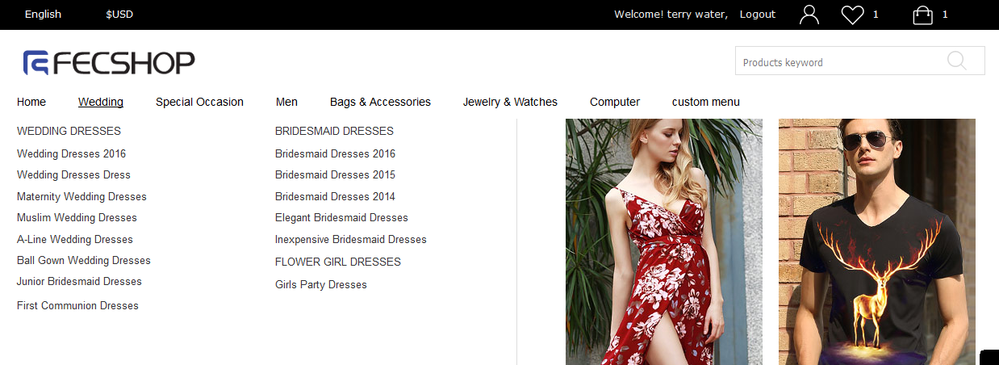 English $USD Welcome! terry water, Logout 1 1
FECSHOP
Products keyword
Home Wedding Special Occasion Men Bags & Accessories Jewelry & Watches Computer custom menu
WEDDING DRESSES
Wedding Dresses 2016
Wedding Dresses Dress
Maternity Wedding Dresses
Muslim Wedding Dresses
A-Line Wedding Dresses
Ball Gown Wedding Dresses
Junior Bridesmaid Dresses
First Communion Dresses
BRIDESMAID DRESSES
Bridesmaid Dresses 2016
Bridesmaid Dresses 2015
Bridesmaid Dresses 2014
Elegant Bridesmaid Dresses
Inexpensive Bridesmaid Dresses
FLOWER GIRL DRESSES
Girls Party Dresses